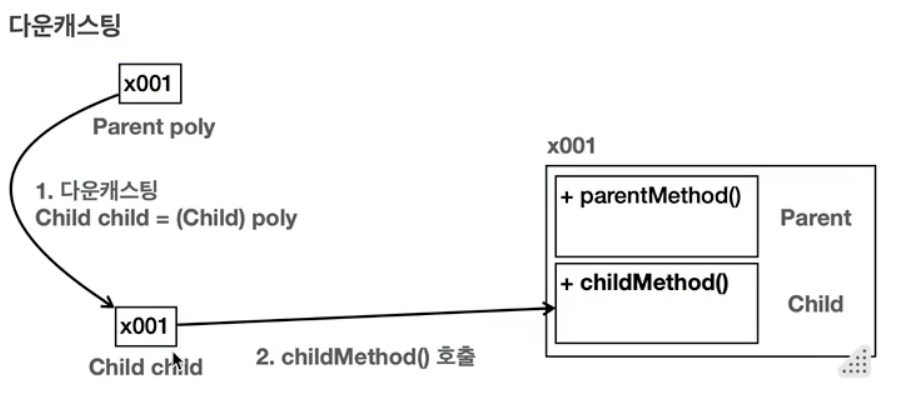 다운캐스팅
x001
Parent poly
x001
1. 다운캐스팅
Child child = (Child) poly
+ parentMethod()
Parent
+ childMethod()
Child
x001
Child child
2. childMethod() 호출